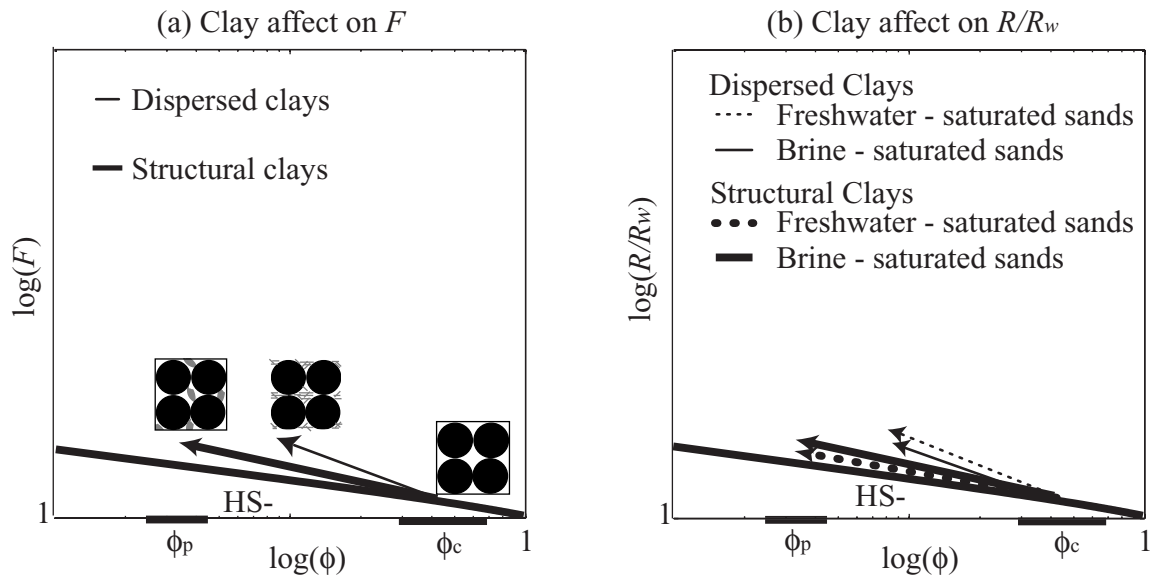 (a) Clay affect on F
Dispersed clays
Structural clays
log(F)
HS-
1
ϕp
log(ϕ)
ϕc
1
(b) Clay affect on R/Rw
Dispersed Clays
Freshwater - saturated sands
Brine - saturated sands
Structural Clays
Freshwater - saturated sands
Brine - saturated sands
log(R/Rw)
HS-
1
ϕp
log(ϕ)
ϕc
1